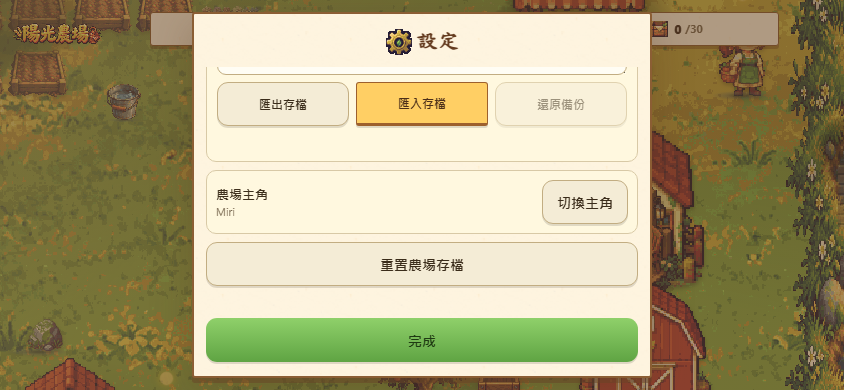 陽光農場
0 /30
設定
匯出存檔
匯入存檔
還原備份
農場主角
Miri
切換主角
重置農場存檔
完成